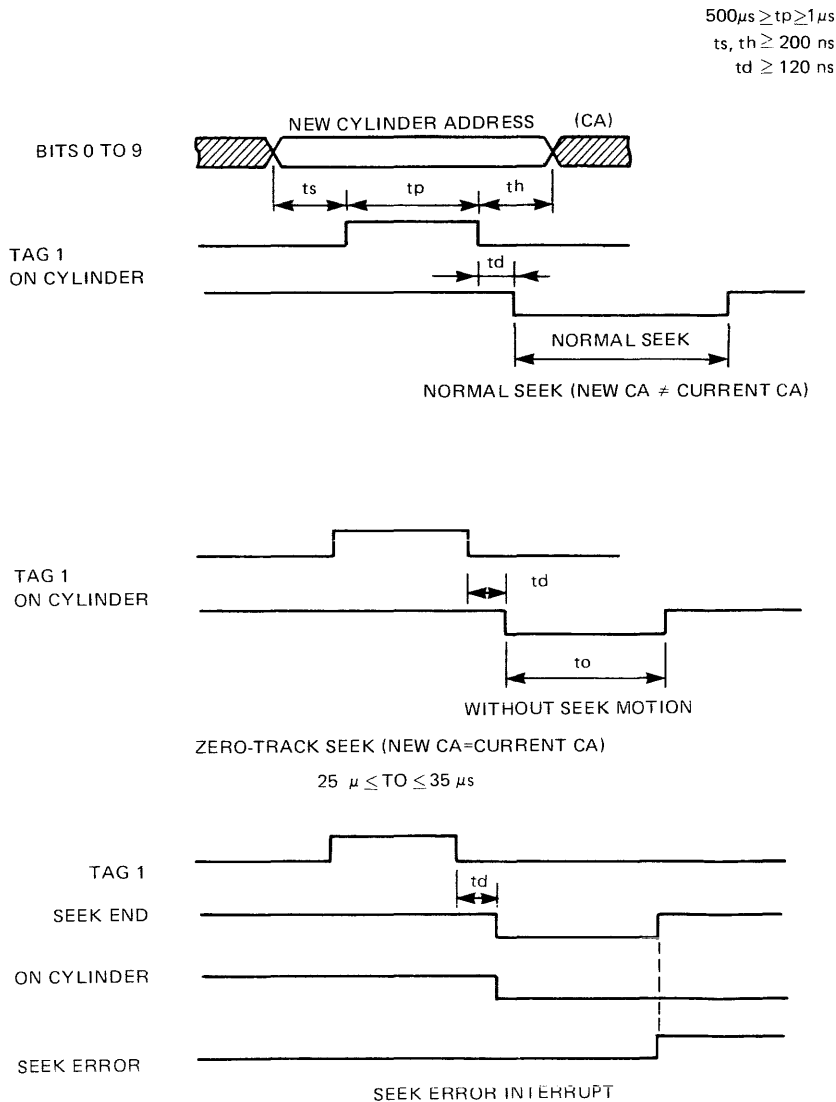 500µs ≥ tp ≥ 1µs
ts, th ≥ 200 ns
td ≥ 120 ns
NEW CYLINDER ADDRESS (CA)
BITS 0 TO 9
ts tp th
TAG 1
ON CYLINDER
td
NORMAL SEEK
NORMAL SEEK (NEW CA ≠ CURRENT CA)
TAG 1
ON CYLINDER
td
to
WITHOUT SEEK MOTION
ZERO-TRACK SEEK (NEW CA=CURRENT CA)
25 µ ≤ TO ≤ 35 µs
TAG 1
td
SEEK END
ON CYLINDER
SEEK ERROR
SEEK ERROR INTERRUPT